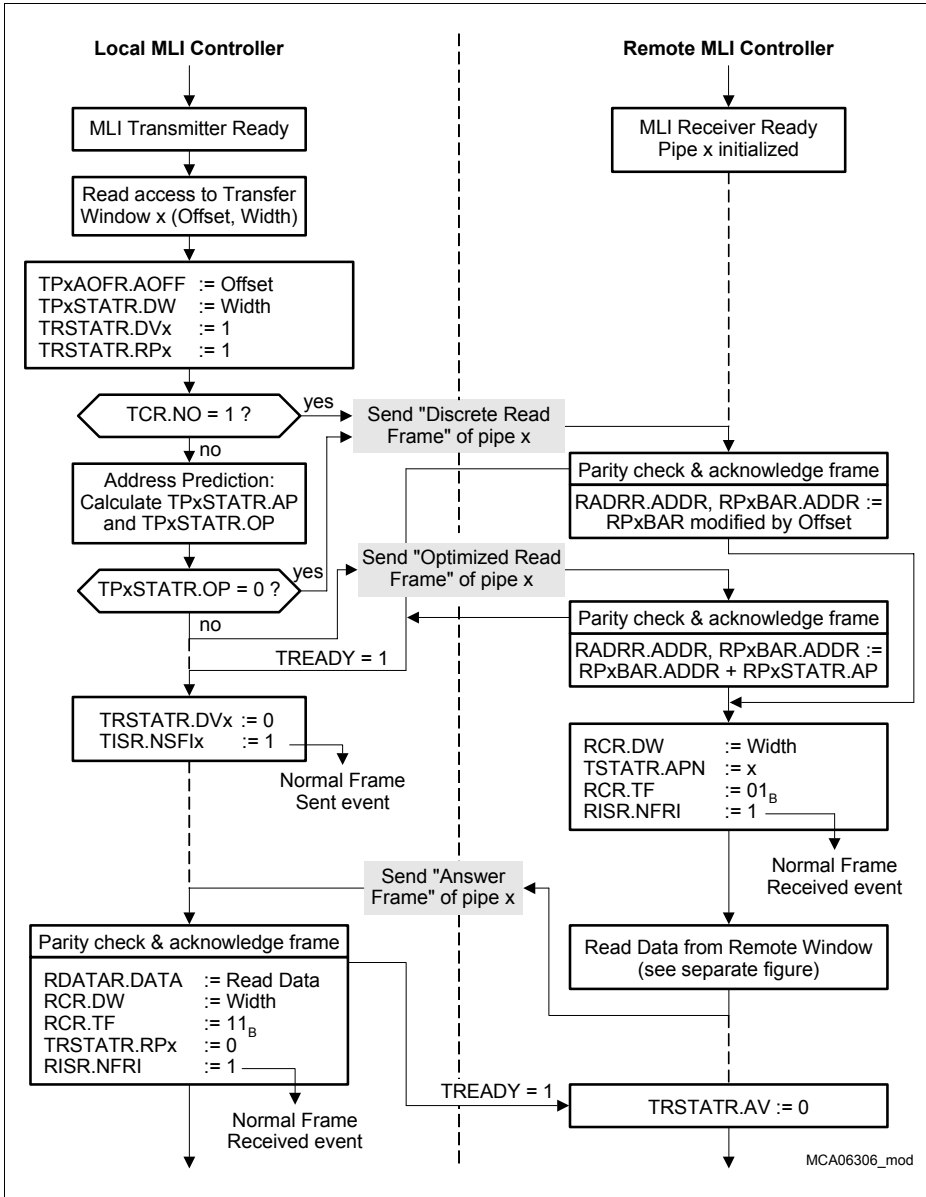 Local MLI Controller
Remote MLI Controller
MLI Transmitter Ready
MLI Receiver Ready
Pipe x initialized
Read access to Transfer
Window x (Offset, Width)
TPxAOFR.AOFF := Offset
TPxSTATR.DW := Width
TRSTATR.DVx := 1
TRSTATR.RPx := 1
TCR.NO = 1 ?
yes
no
Send "Discrete Read
Frame" of pipe x
Address Prediction:
Calculate TPxSTATR.AP
and TPxSTATR.OP
Parity check & acknowledge frame
RADRR.ADDR, RPxBAR.ADDR :=
RPxBAR modified by Offset
Send "Optimized Read
Frame" of pipe x
TPxSTATR.OP = 0 ?
yes
no
Parity check & acknowledge frame
RADRR.ADDR, RPxBAR.ADDR :=
RPxBAR.ADDR + RPxSTATR.AP
TREADY = 1
TRSTATR.DVx := 0
TISR.NSFIx := 1
Normal Frame
Sent event
RCR.DW := Width
TSTATR.APN := x
RCR.TF := 01B
RISR.NFRI := 1
Normal Frame
Received event
Send "Answer
Frame" of pipe x
Read Data from Remote Window
(see separate figure)
Parity check & acknowledge frame
RDATAR.DATA := Read Data
RCR.DW := Width
RCR.TF := 11B
TRSTATR.RPx := 0
RISR.NFRI := 1
Normal Frame
Received event
TREADY = 1
TRSTATR.AV := 0
MCA06306_mod